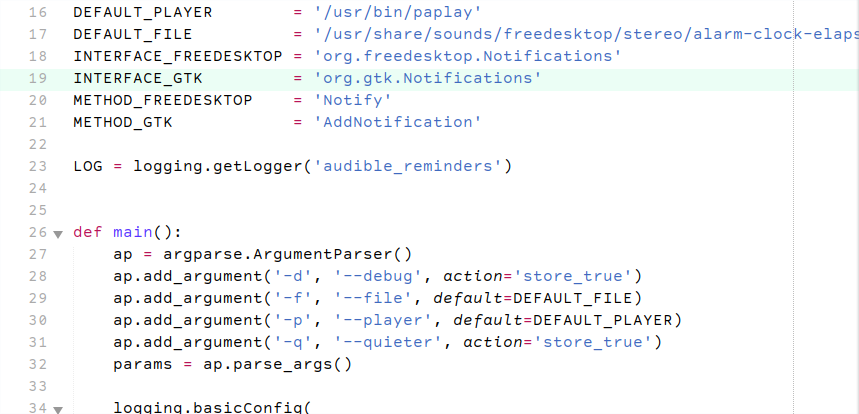 16 DEFAULT_PLAYER = '/usr/bin/paplay'
17 DEFAULT_FILE = '/usr/share/sounds/freedesktop/stereo/alarm-clock-elaps
18 INTERFACE_FREEDESKTOP = 'org.freedesktop.Notifications'
19 INTERFACE_GTK = 'org.gtk.Notifications'
20 METHOD_FREEDESKTOP = 'Notify'
21 METHOD_GTK = 'AddNotification'
22
23 LOG = logging.getLogger('audible_reminders')
24
25
26 def main():
27 ap = argparse.ArgumentParser()
28 ap.add_argument('-d', '--debug', action='store_true')
29 ap.add_argument('-f', '--file', default=DEFAULT_FILE)
30 ap.add_argument('-p', '--player', default=DEFAULT_PLAYER)
31 ap.add_argument('-q', '--quieter', action='store_true')
32 params = ap.parse_args()
33
34 logging.basicConfig(